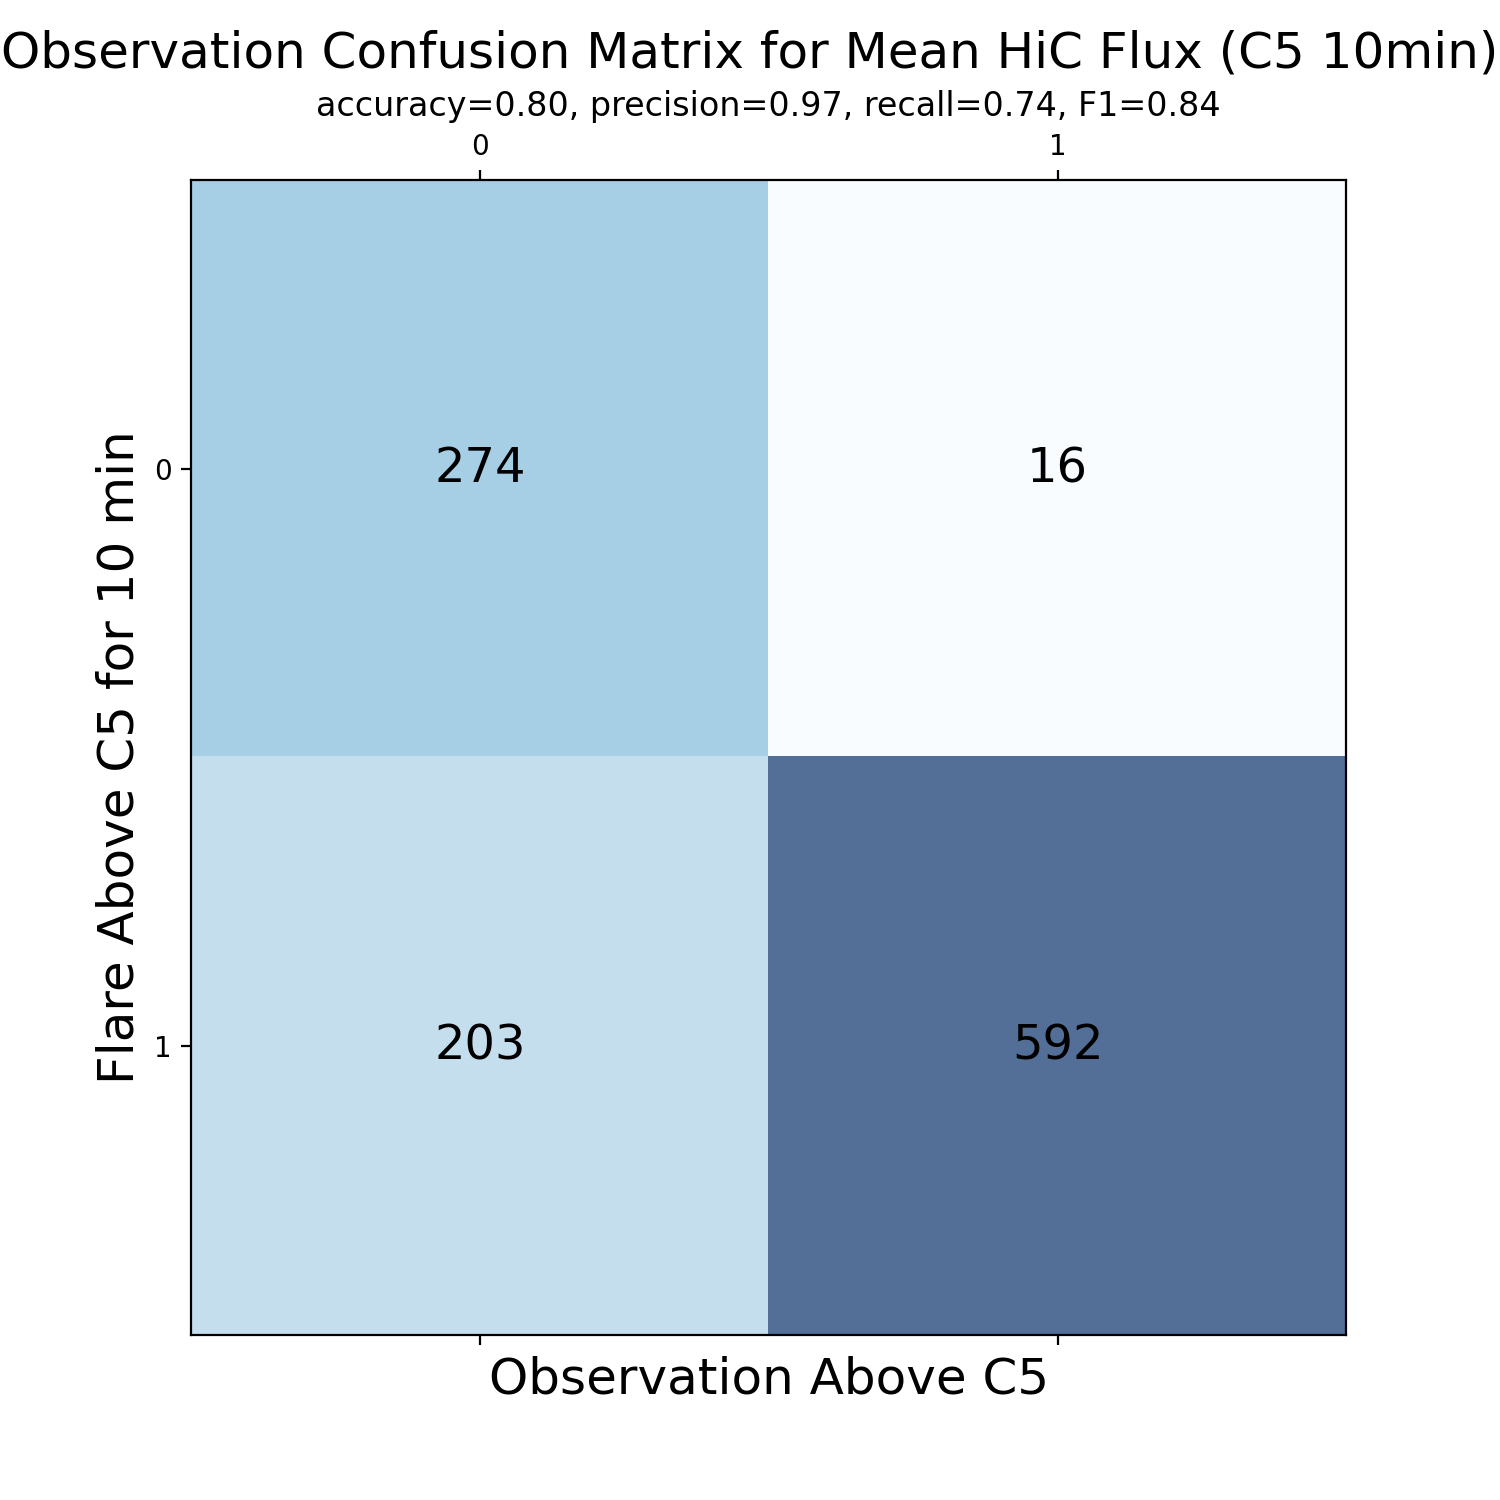 Observation Confusion Matrix for Mean HiC Flux (C5 10min)
accuracy=0.80, precision=0.97, recall=0.74, F1=0.84
0 1
Flare Above C5 for 10 min
0
274 16
1
203 592
Observation Above C5